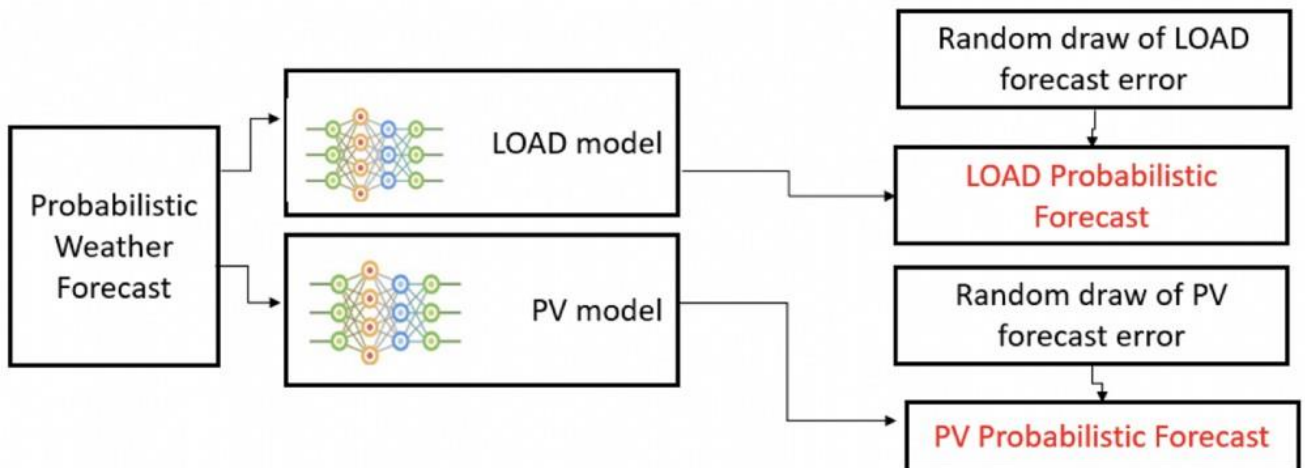 Probabilistic
Weather
Forecast
LOAD model
PV model
Random draw of LOAD
forecast error
LOAD Probabilistic
Forecast
Random draw of PV
forecast error
PV Probabilistic Forecast